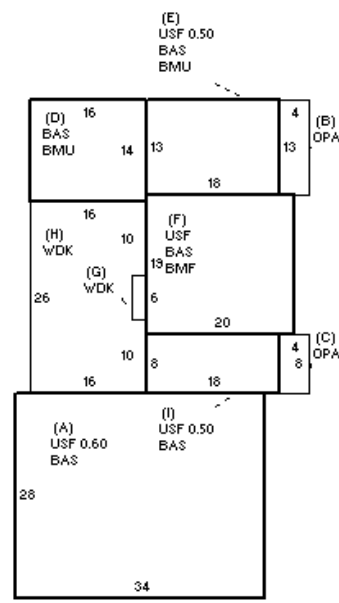 (E)
USF 0.50
BAS
BMU
16
4
(D)
BAS
BMU
14
13
13
(B)
OPA
18
16
(H)
WDK
10
(F)
USF
BAS
BMF
19
(G)
WDK
26
6
20
10
8
4
8
(C)
OPA
16
18
(A)
USF 0.60
BAS
(I)
USF 0.50
BAS
28
34